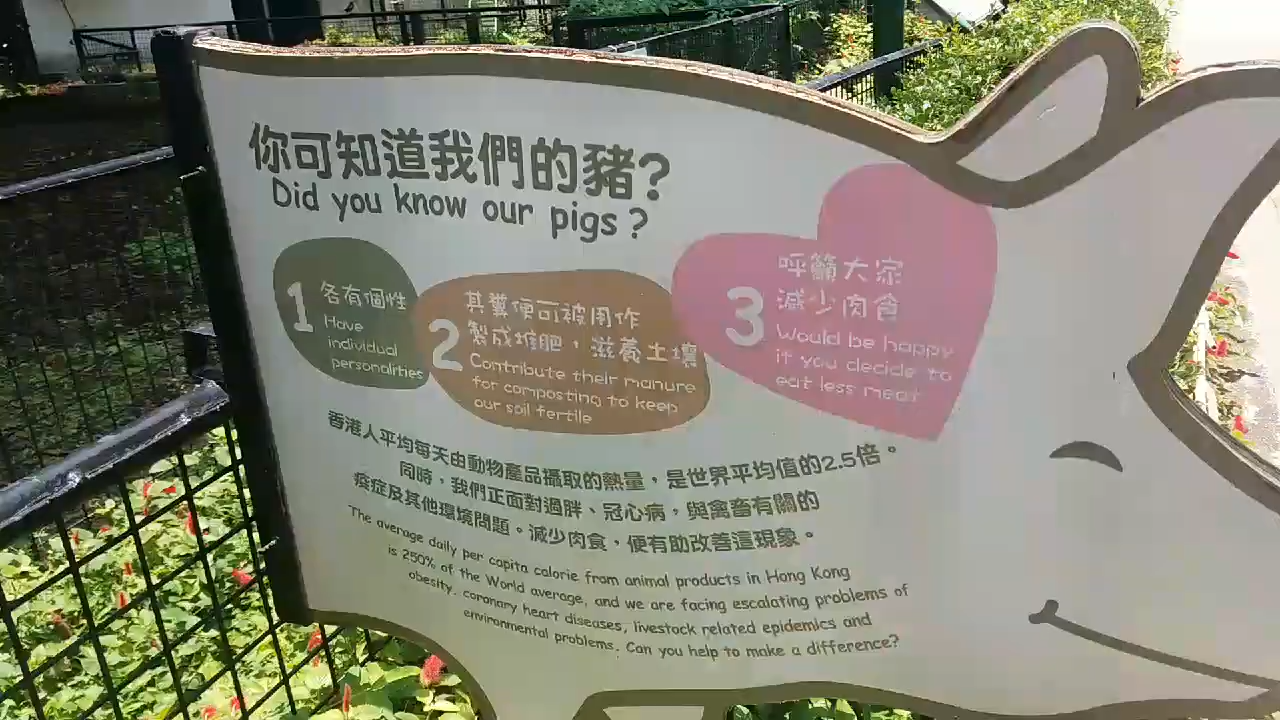 你可知道我們的豬?
Did you know our pigs ?
1
各有個性
Have
individual
personalities
2
其糞便可被用作
製成堆肥，滋養土壤
Contribute their manure
for composting to keep
our soil fertile
3
呼籲大家
減少肉食
Would be happy
if you decide to
eat less meat
香港人平均每天由動物產品攝取的熱量，是世界平均值的2.5倍。
同時，我們正面對過胖、冠心病，與禽畜有關的
疫症及其他環境問題。減少肉食，便有助改善這現象。
The average daily per capita calorie from animal products in Hong Kong
is 250% of the World average, and we are facing escalating problems of
obesity, coronary heart diseases, livestock related epidemics and
environmental problems. Can you help to make a difference?